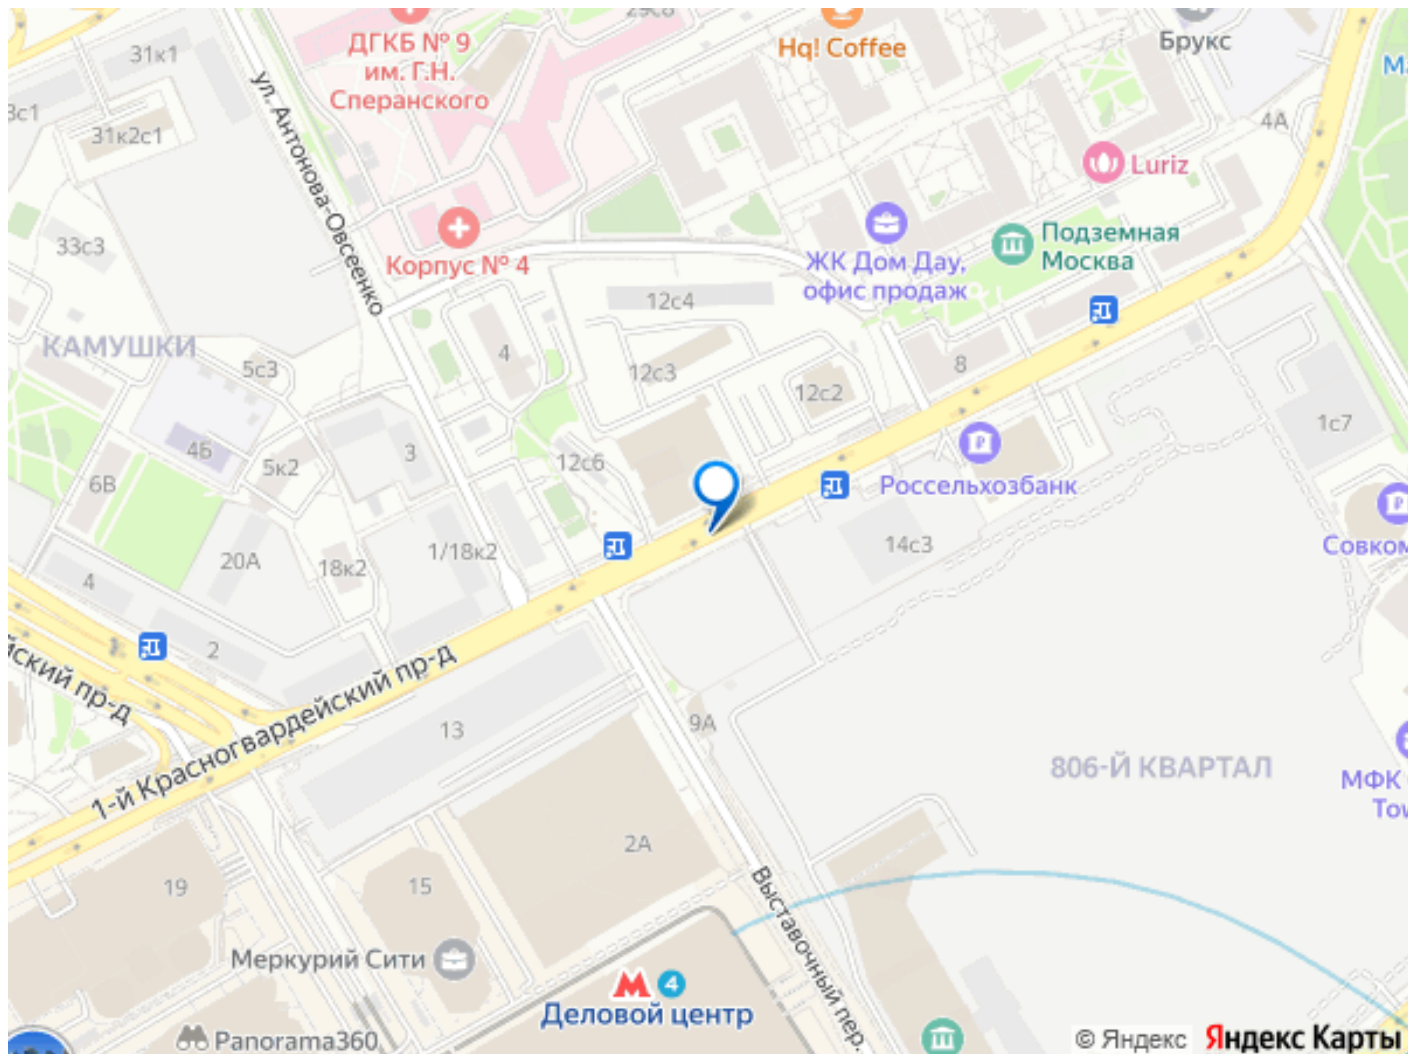 29с8
ДГКБ № 9
им. Г.Н.
Сперанского
Hq! Coffee
Брукс
31к1
31к2с1
ул. Антонова-Овсеенко
4А
Luriz
33с3
Корпус № 4
ЖК Дом Дау,
офис продаж
Подземная
Москва
12с4
КАМУШКИ
5с3
4
12с3
12с2
8
1с7
4Б
5к2
3
12с6
6В
Россельхозбанк
20А
18к2
1/18к2
14с3
4
2
1-й Красногвардейский пр-д
13
9А
806-Й КВАРТАЛ
МФК
2А
19
15
Выставочный пер.
Меркурий Сити
4
Деловой центр
Panorama360
© Яндекс Яндекс Карты